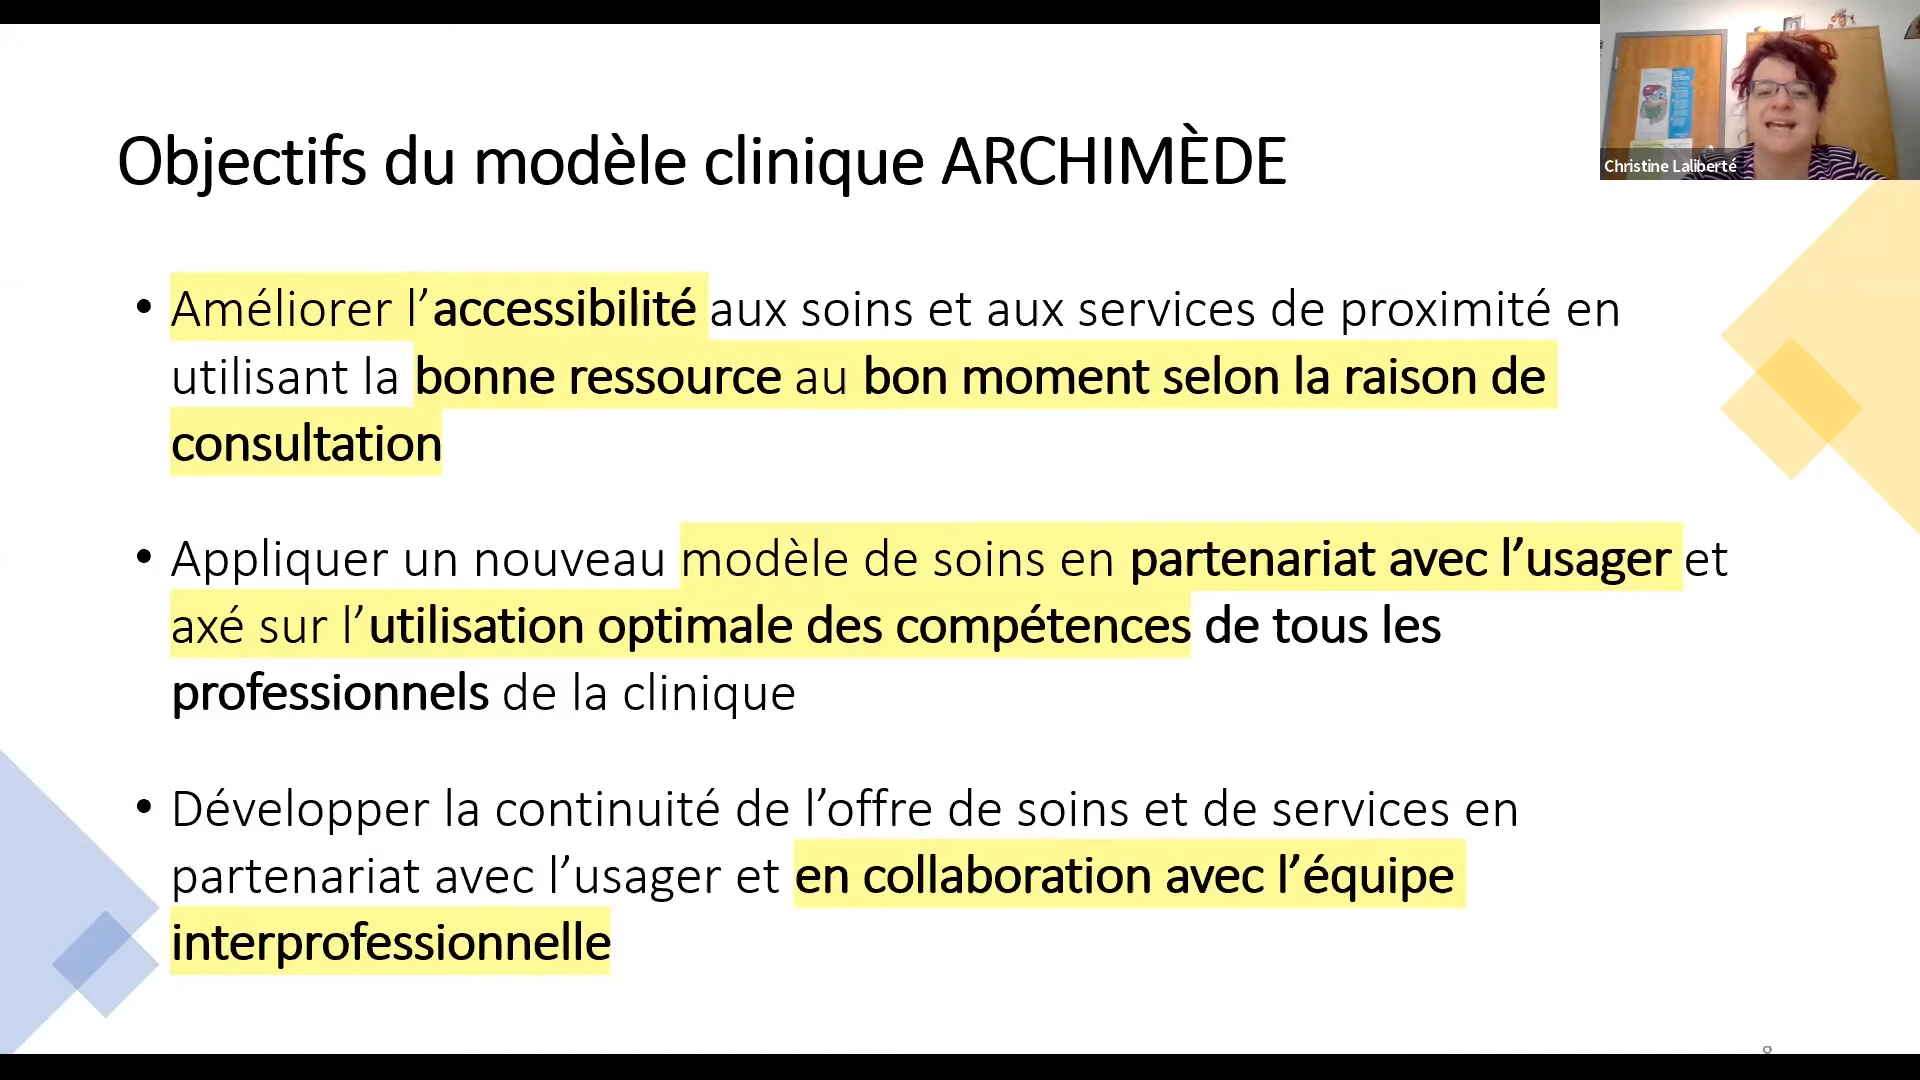 Christine Laliberté
Objectifs du modèle clinique ARCHIMÈDE
• Améliorer l’accessibilité aux soins et aux services de proximité en
utilisant la bonne ressource au bon moment selon la raison de
consultation
• Appliquer un nouveau modèle de soins en partenariat avec l’usager et
axé sur l’utilisation optimale des compétences de tous les
professionnels de la clinique
• Développer la continuité de l’offre de soins et de services en
partenariat avec l’usager et en collaboration avec l’équipe
interprofessionnelle